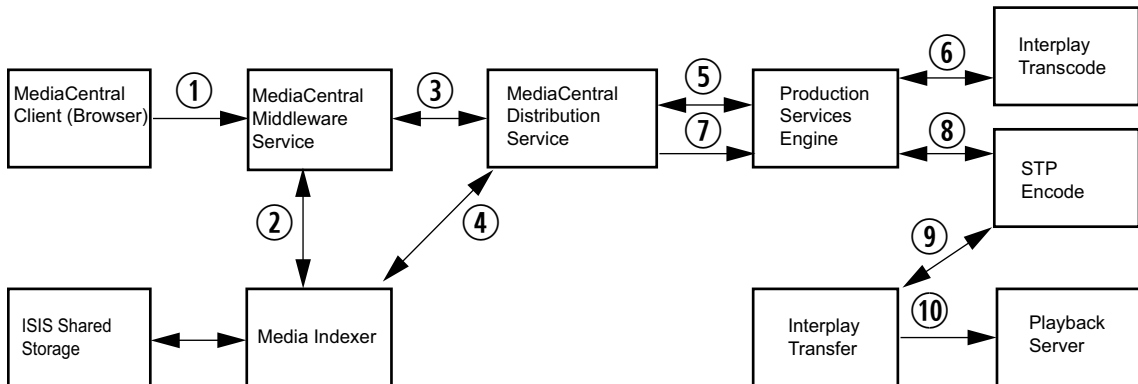 MediaCentral
Client (Browser)
①
MediaCentral
Middleware
Service
③
MediaCentral
Distribution
Service
⑤
⑦
Production
Services
Engine
⑥
Interplay
Transcode
⑧
STP
Encode
②
④
⑨
ISIS Shared
Storage
Media Indexer
Interplay
Transfer
⑩
Playback
Server